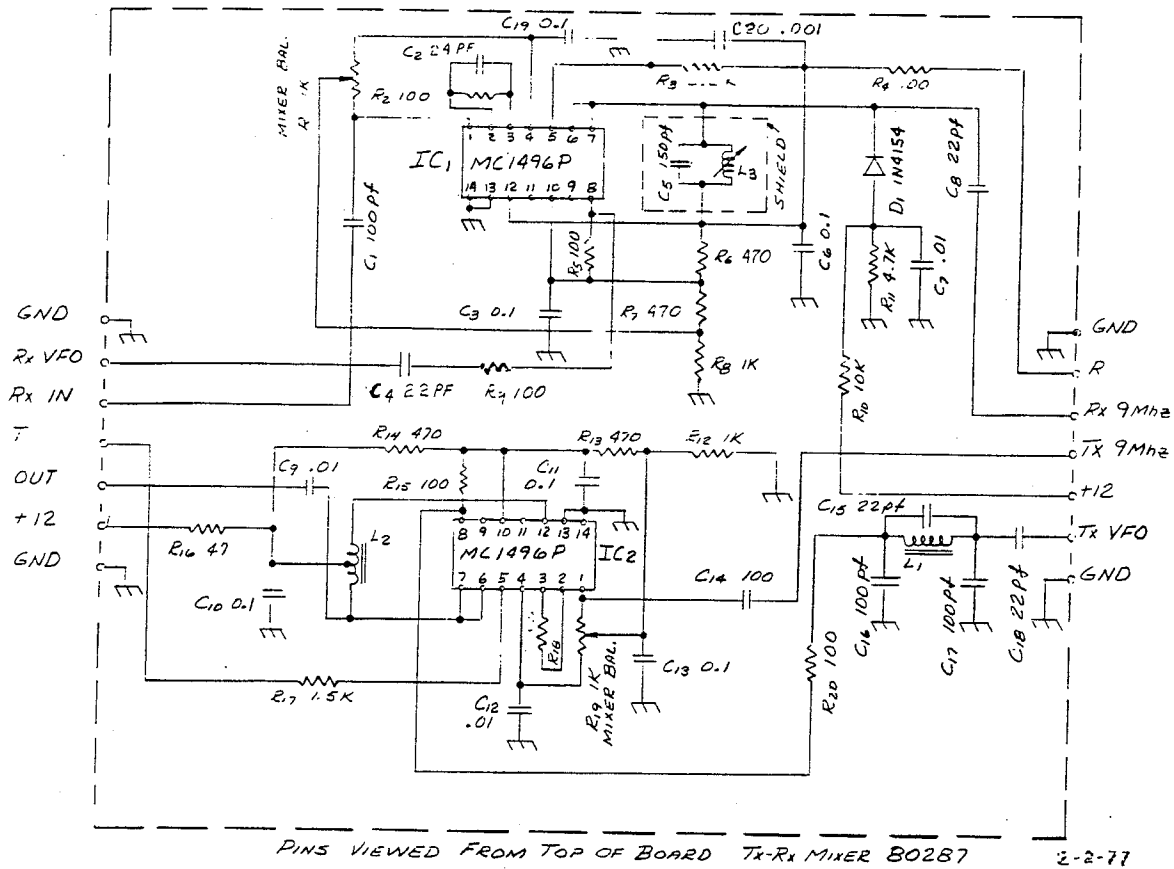 C19 0.1
C20 .001
C2 24PF
MIXER BAL.
R 1K
R2 100
R3
R4 .00
1 2 3 4 5 6 7
IC1 MC1496P
14 13 12 11 10 9 8
C5 150pf
L3
SHIELD
D1 1N4154
C8 22pf
C1 100pf
R5 100
R6 470
C6 0.1
R11 4.7K
C7 .01
C3 0.1
R7 470
GND
GND
Rx VFO
R8 1K
R
C4 22PF
R9 100
R10 10K
Rx IN
Rx 9Mhz
T
R14 470
R13 470
R12 1K
TX 9Mhz
OUT
C9 .01
R15 100
C11 0.1
+12
C15 22pf
+12
R16 47
L2
8 9 10 11 12 13 14
MC1496P IC2
7 6 5 4 3 2 1
L1
Tx VFO
GND
C14 100
GND
C10 0.1
C16 100pf
C17 100pf
C18 22pf
R18
C13 0.1
R17 1.5K
C12 .01
R19 1K
MIXER BAL.
R20 100
PINS VIEWED FROM TOP OF BOARD Tx-Rx MIXER 80287 2-2-77